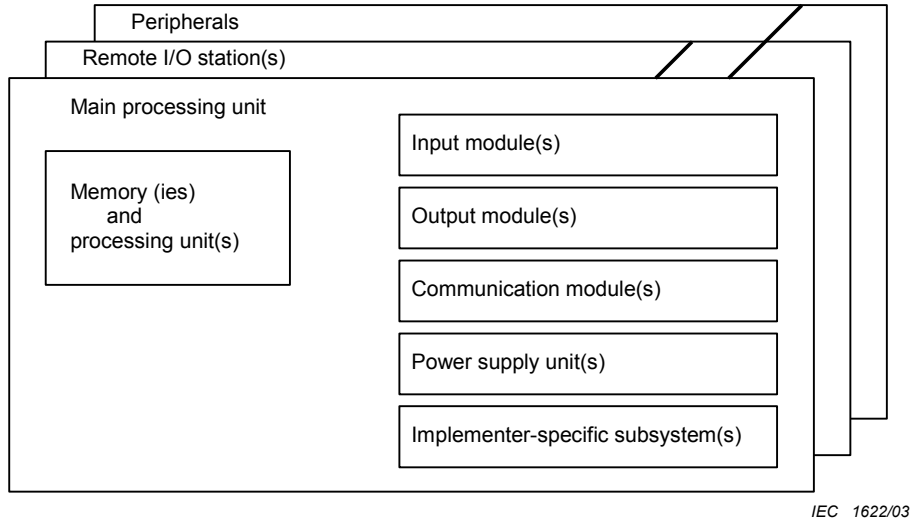 Peripherals
Remote I/O station(s)
Main processing unit
Memory (ies)
and
processing unit(s)
Input module(s)
Output module(s)
Communication module(s)
Power supply unit(s)
Implementer-specific subsystem(s)
IEC 1622/03